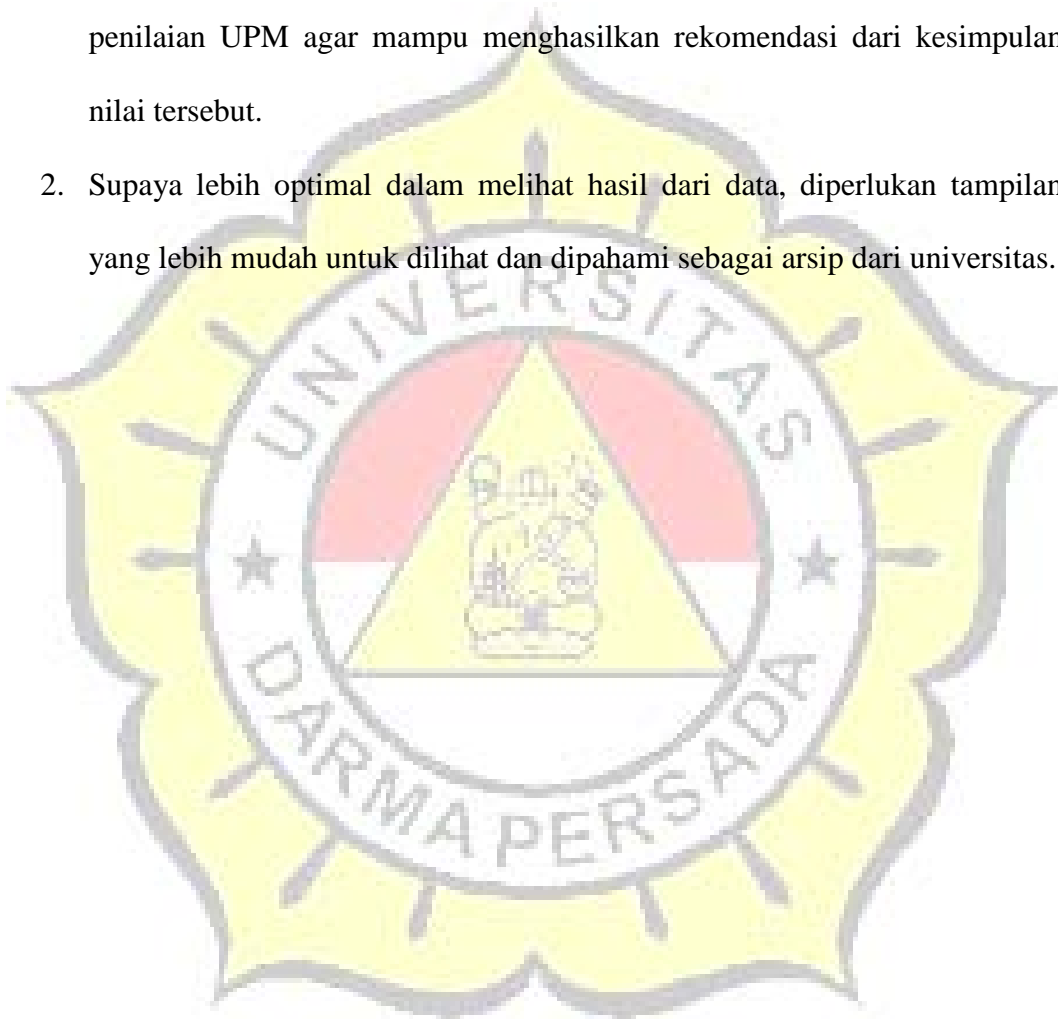 penilaian UPM agar mampu menghasilkan rekomendasi dari kesimpulan
nilai tersebut.
2. Supaya lebih optimal dalam melihat hasil dari data, diperlukan tampilan
yang lebih mudah untuk dilihat dan dipahami sebagai arsip dari universitas.
UNIVERSITAS
DARMA PERSADA